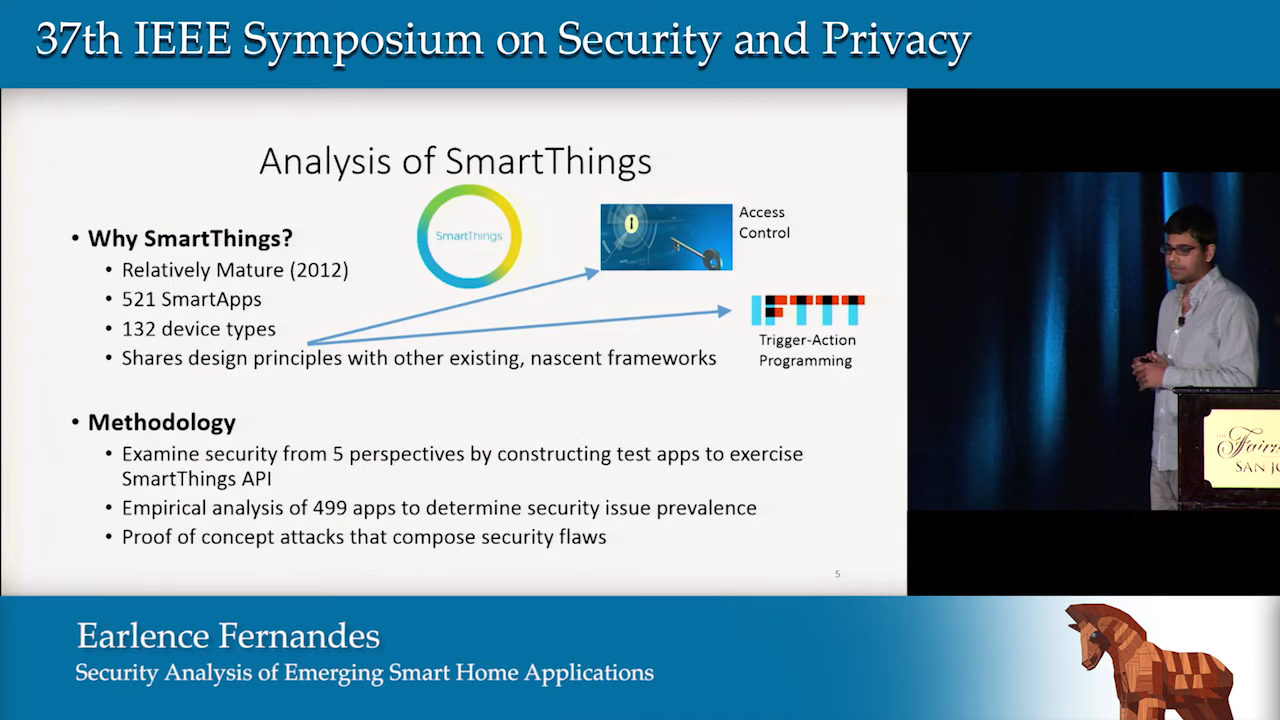 37th IEEE Symposium on Security and Privacy
Analysis of SmartThings
SmartThings
Access
Control
• Why SmartThings?
• Relatively Mature (2012)
• 521 SmartApps
• 132 device types
• Shares design principles with other existing, nascent frameworks
IFTTT
Trigger-Action
Programming
• Methodology
• Examine security from 5 perspectives by constructing test apps to exercise
SmartThings API
• Empirical analysis of 499 apps to determine security issue prevalence
• Proof of concept attacks that compose security flaws
5
SAN JO
Earlence Fernandes
Security Analysis of Emerging Smart Home Applications